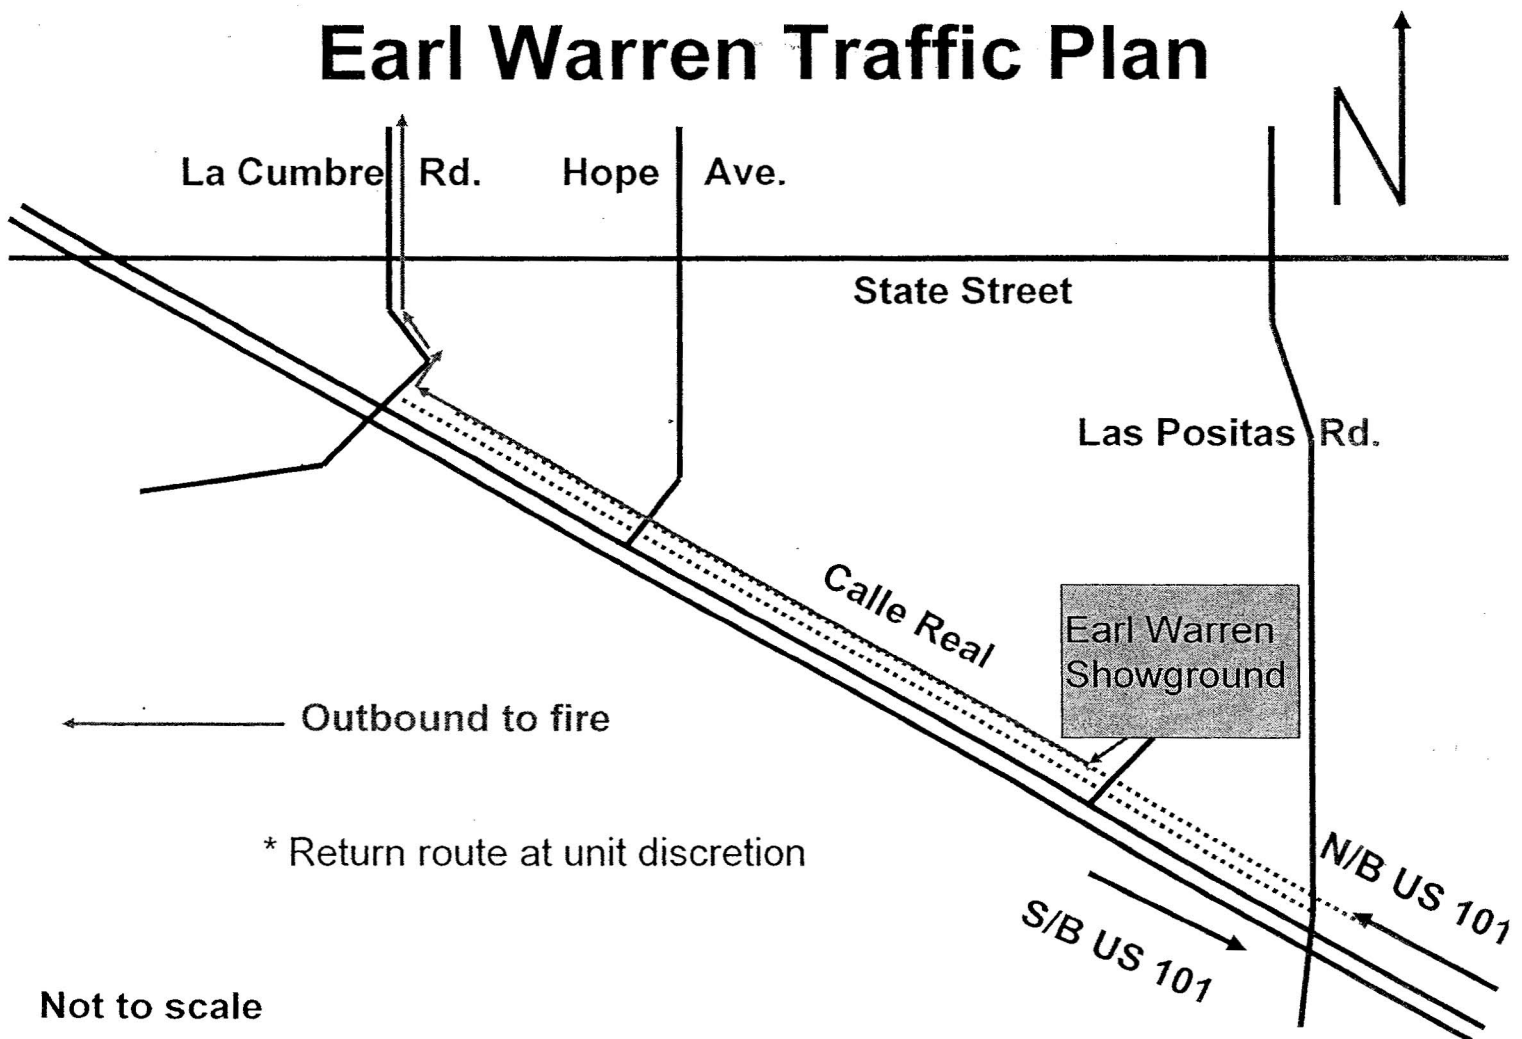 Earl Warren Traffic Plan
N
La Cumbre Rd.
Hope Ave.
State Street
Las Positas Rd.
Calle Real
Earl Warren
Showground
Outbound to fire
* Return route at unit discretion
N/B US 101
S/B US 101
Not to scale